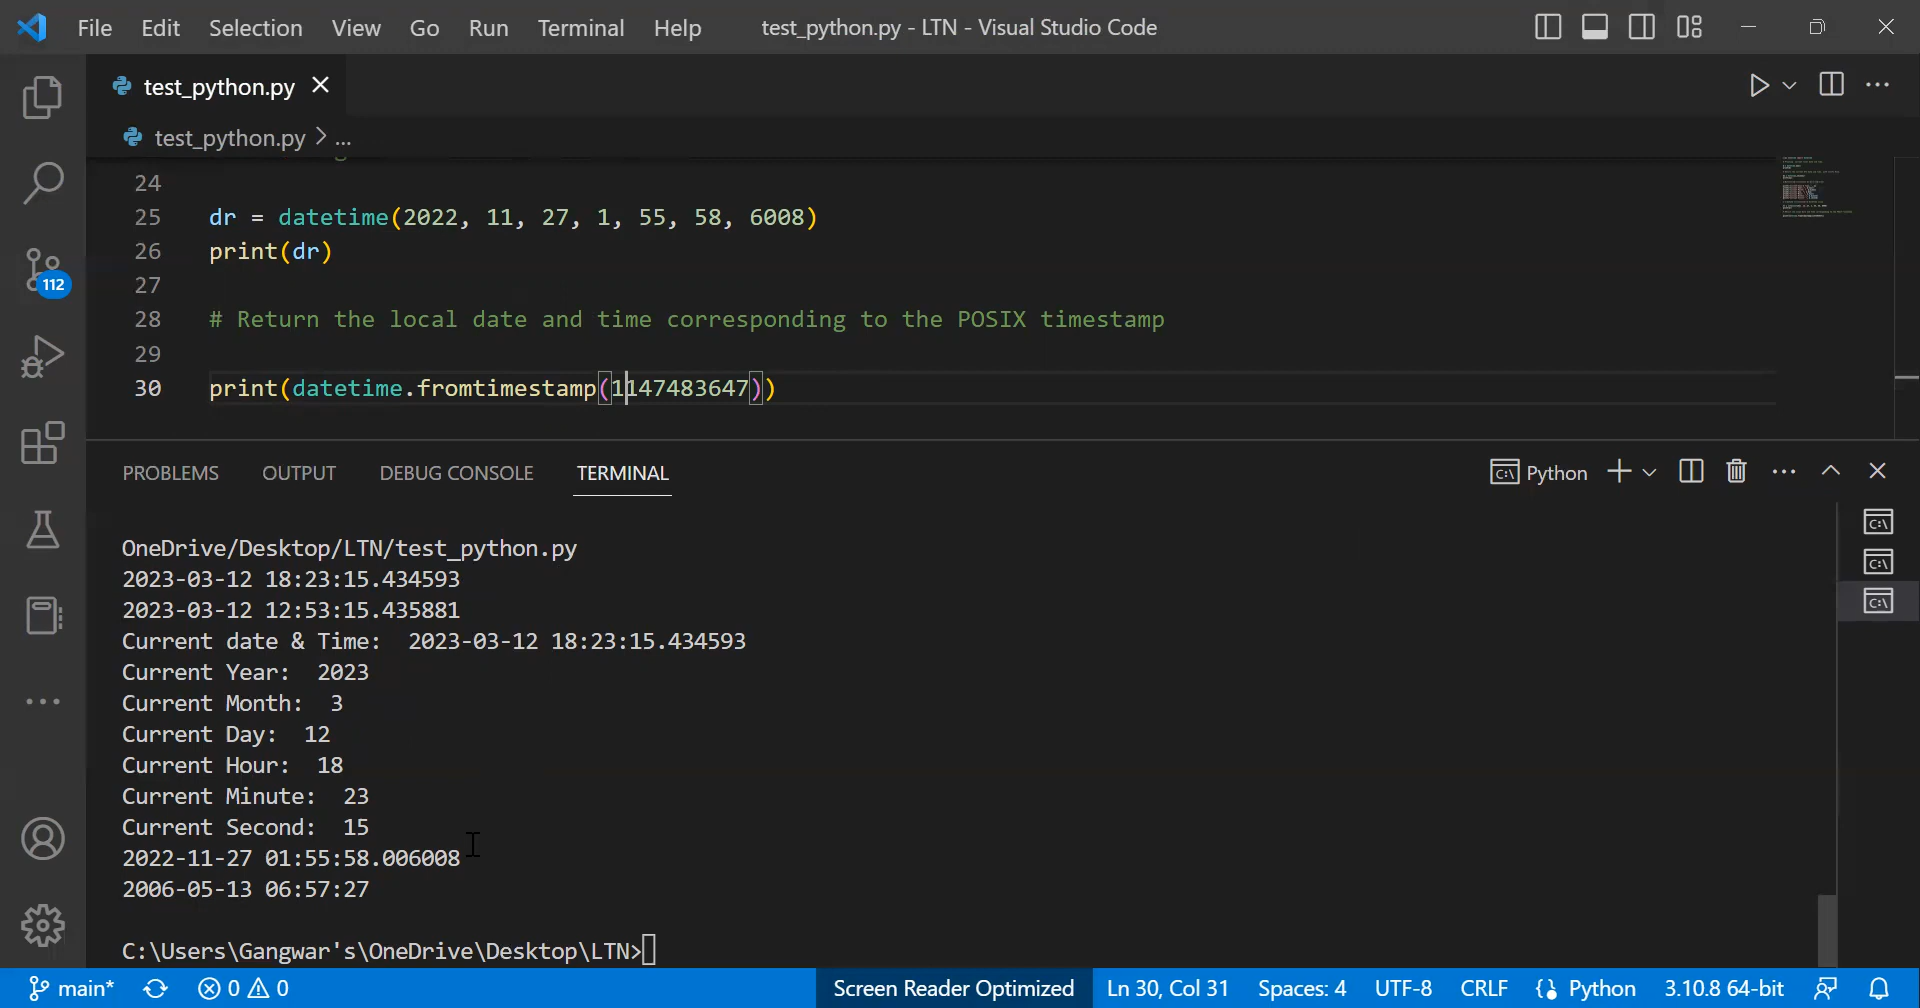 File Edit Selection View Go Run Terminal Help test_python.py - LTN - Visual Studio Code
test_python.py
test_python.py > ...
24
25 dr = datetime(2022, 11, 27, 1, 55, 58, 6008)
26 print(dr)
27
28 # Return the local date and time corresponding to the POSIX timestamp
29
30 print(datetime.fromtimestamp(1147483647))
112
PROBLEMS OUTPUT DEBUG CONSOLE TERMINAL Python
OneDrive/Desktop/LTN/test_python.py
2023-03-12 18:23:15.434593
2023-03-12 12:53:15.435881
Current date & Time:  2023-03-12 18:23:15.434593
Current Year:  2023
Current Month:  3
Current Day:  12
Current Hour:  18
Current Minute:  23
Current Second:  15
2022-11-27 01:55:58.006008
2006-05-13 06:57:27
C:\Users\Gangwar's\OneDrive\Desktop\LTN>
main* 0 0 Screen Reader Optimized Ln 30, Col 31 Spaces: 4 UTF-8 CRLF Python 3.10.8 64-bit